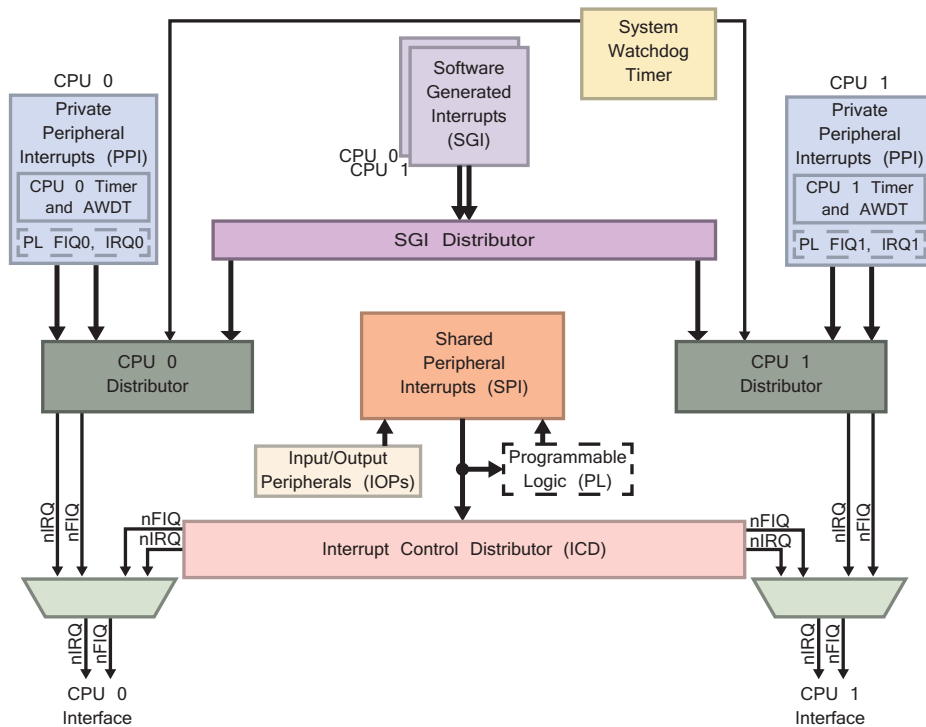 System
Watchdog
Timer
Software
Generated
Interrupts
(SGI)
CPU 0
CPU 1
CPU 0
Private
Peripheral
Interrupts (PPI)
CPU 0 Timer
and AWDT
PL FIQ0, IRQ0
CPU 1
Private
Peripheral
Interrupts (PPI)
CPU 1 Timer
and AWDT
PL FIQ1, IRQ1
SGI Distributor
CPU 0
Distributor
Shared
Peripheral
Interrupts (SPI)
CPU 1
Distributor
Input/Output
Peripherals (IOPs)
Programmable
Logic (PL)
nIRQ
nFIQ
nFIQ
nIRQ
Interrupt Control Distributor (ICD)
nFIQ
nIRQ
nIRQ
nFIQ
nIRQ
nFIQ
CPU 0
Interface
nIRQ
nFIQ
CPU 1
Interface